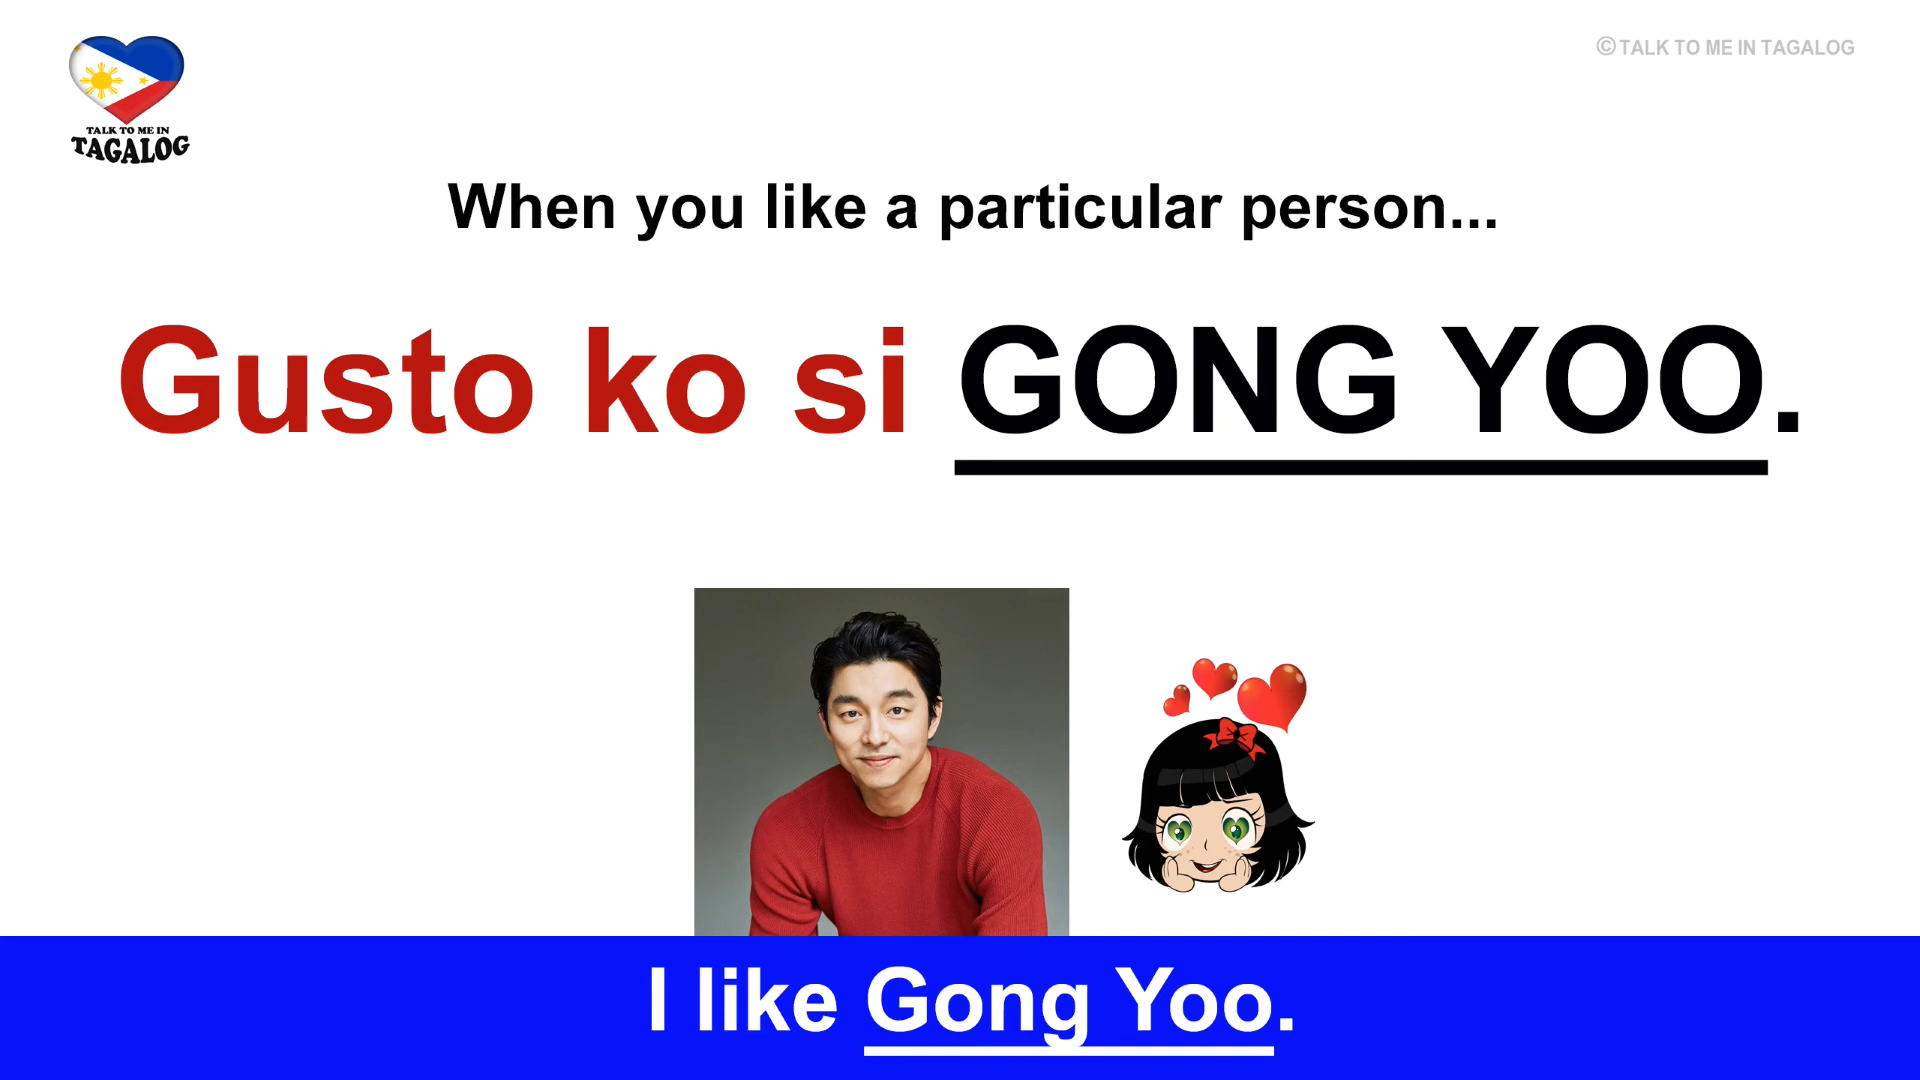 ©TALK TO ME IN TAGALOG
TALK TO ME IN
TAGALOG
When you like a particular person...
Gusto ko si GONG YOO.
I like Gong Yoo.